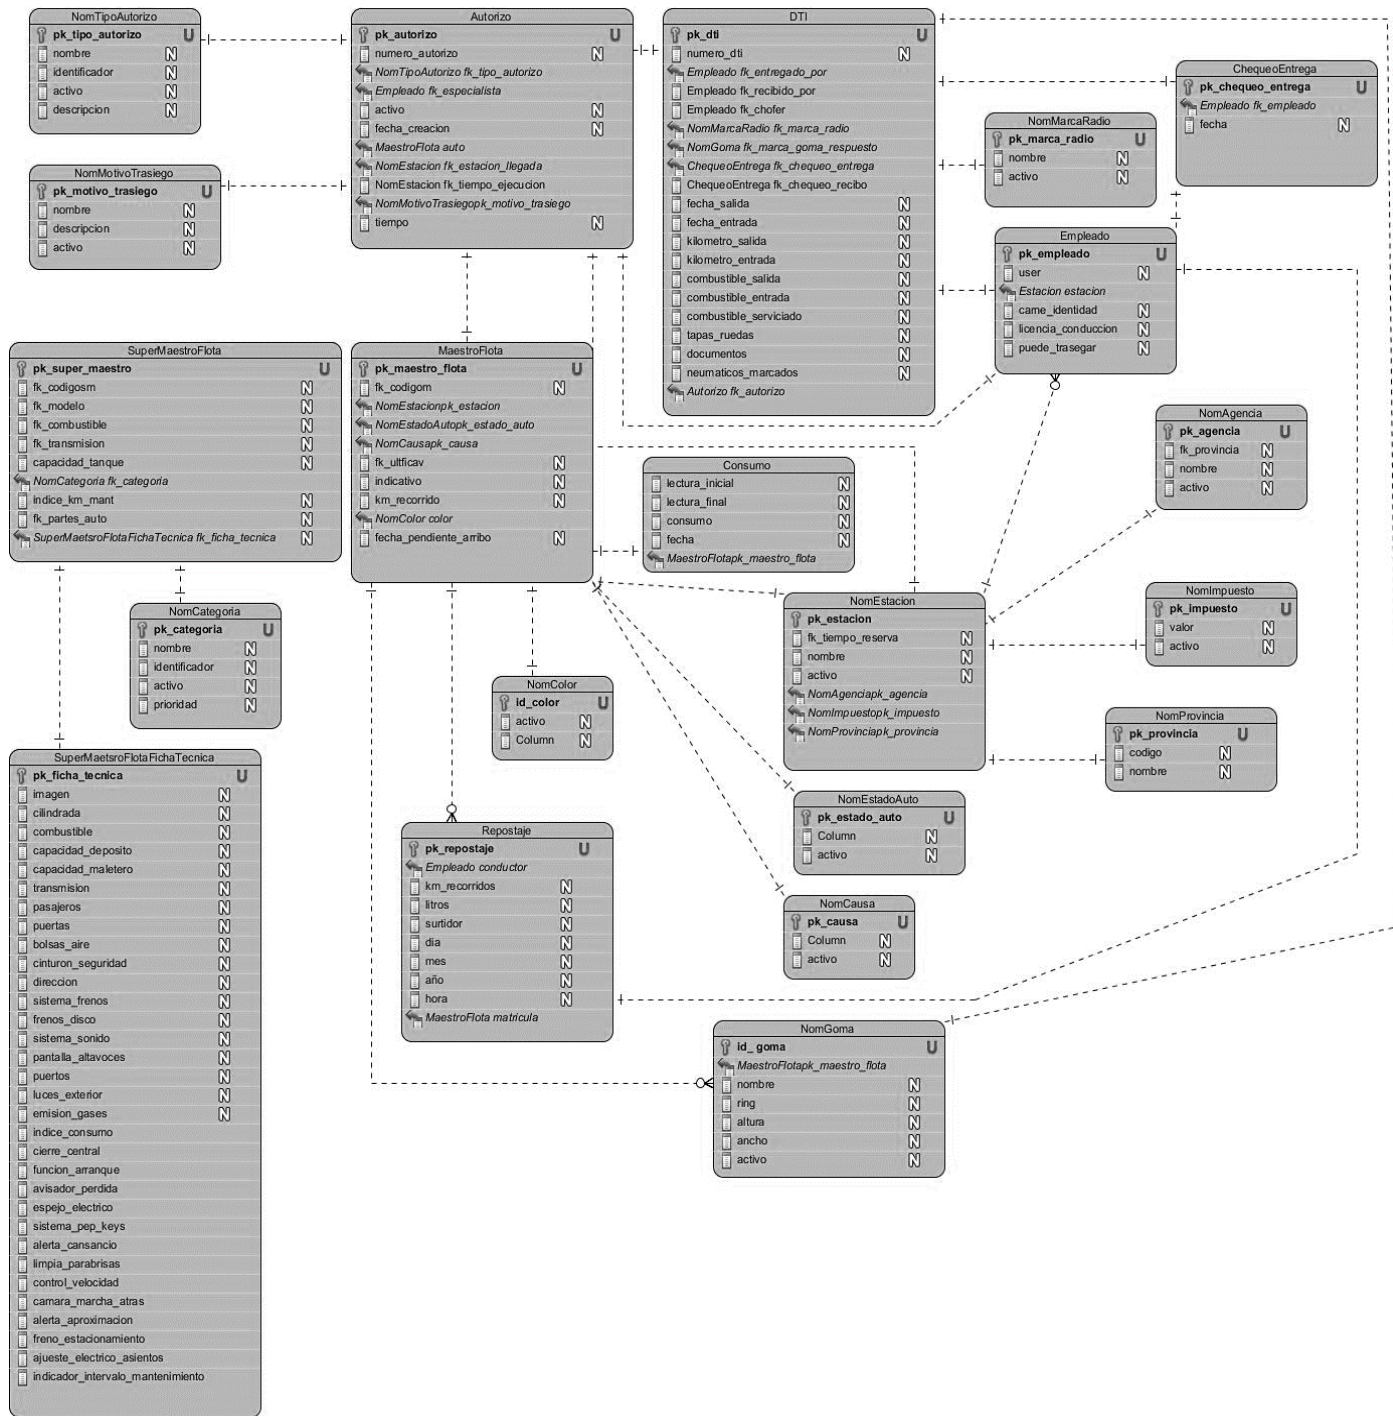 NomTipoAutorizo
pk_tipo_autorizo U
nombre N
identificador N
activo N
descripcion N
NomMotivoTrasiego
pk_motivo_trasiego U
nombre N
descripcion N
activo N
Autorizo
pk_autorizo U
numero_autorizo N
NomTipoAutorizo fk_tipo_autorizo
Empleado fk_especialista
activo N
fecha_creacion N
MaestroFlota auto
NomEstacion fk_estacion_llegada
NomEstacion fk_tiempo_ejecucion
NomMotivoTrasiegopk_motivo_trasiego
tiempo N
DTI
pk_dti U
numero_dti N
Empleado fk_entregado_por
Empleado fk_recibido_por
Empleado fk_chofer
NomMarcaRadio fk_marca_radio
NomGoma fk_marca_goma_respuesto
ChequeoEntrega fk_chequeo_entrega
ChequeoEntrega fk_chequeo_recibo
fecha_salida N
fecha_entrada N
kilometro_salida N
kilometro_entrada N
combustible_salida N
combustible_entrada N
combustible_serviciado N
tapas_ruedas N
documentos N
neumaticos_marcados N
Autorizo fk_autorizo
ChequeoEntrega
pk_chequeo_entrega U
Empleado fk_empleado
fecha N
NomMarcaRadio
pk_marca_radio U
nombre N
activo N
Empleado
pk_empleado U
user N
Estacion estacion
carne_identidad N
licencia_conduccion N
puede_trasegar N
SuperMaestroFlota
pk_super_maestro U
fk_codigosm N
fk_modelo N
fk_combustible N
fk_transmision N
capacidad_tanque N
NomCategoria fk_categoria
indice_km_mant N
fk_partes_auto N
SuperMaetsroFlotaFichaTecnica fk_ficha_tecnica N
MaestroFlota
pk_maestro_flota U
fk_codigom N
NomEstacionpk_estacion
NomEstadoAutopk_estado_auto
NomCausapk_causa
fk_ultficav N
indicativo N
km_recorrido N
NomColor color
fecha_pendiente_arribo N
Consumo
lectura_inicial N
lectura_final N
consumo N
fecha N
MaestroFlotapk_maestro_flota
NomAgencia
pk_agencia U
fk_provincia N
nombre N
activo N
NomCategoria
pk_categoria U
nombre N
identificador N
activo N
prioridad N
NomColor
id_color U
activo N
Column N
NomEstacion
pk_estacion
fk_tiempo_reserva N
nombre N
activo N
NomAgenciapk_agencia
NomImpuestopk_impuesto
NomProvinciapk_provincia
NomImpuesto
pk_impuesto U
valor N
activo N
NomProvincia
pk_provincia U
codigo N
nombre N
SuperMaetsroFlotaFichaTecnica
pk_ficha_tecnica U
imagen N
cilindrada N
combustible N
capacidad_deposito N
capacidad_maletero N
transmision N
pasajeros N
puertas N
bolsas_aire N
cinturon_seguridad N
direccion N
sistema_frenos N
frenos_disco N
sistema_sonido N
pantalla_altavoces N
puertos N
luces_exterior N
emision_gases N
indice_consumo
cierre_central
funcion_arranque
avisador_perdida
espejo_electrico
sistema_pep_keys
alerta_cansancio
limpia_parabrisas
control_velocidad
camara_marcha_atras
alerta_aproximacion
freno_estacionamiento
ajueste_electrico_asientos
indicador_intervalo_mantenimiento
NomEstadoAuto
pk_estado_auto U
Column N
activo N
Repostaje
pk_repostaje U
Empleado conductor
km_recorridos N
litros N
surtidor N
dia N
mes N
año N
hora N
MaestroFlota matricula
NomCausa
pk_causa U
Column N
activo N
NomGoma
id_ goma U
MaestroFlotapk_maestro_flota
nombre N
ring N
altura N
ancho N
activo N